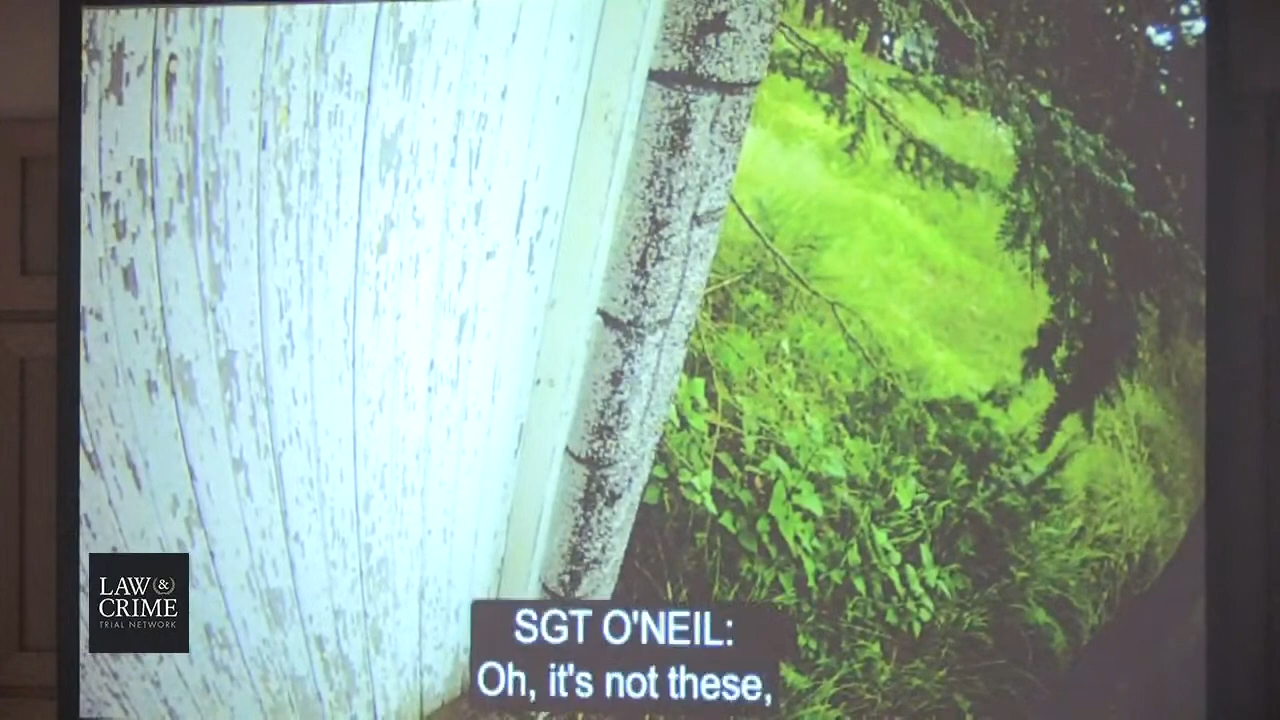 LAW &
CRIME
TRIAL NETWORK
SGT O'NEIL:
Oh, it's not these,